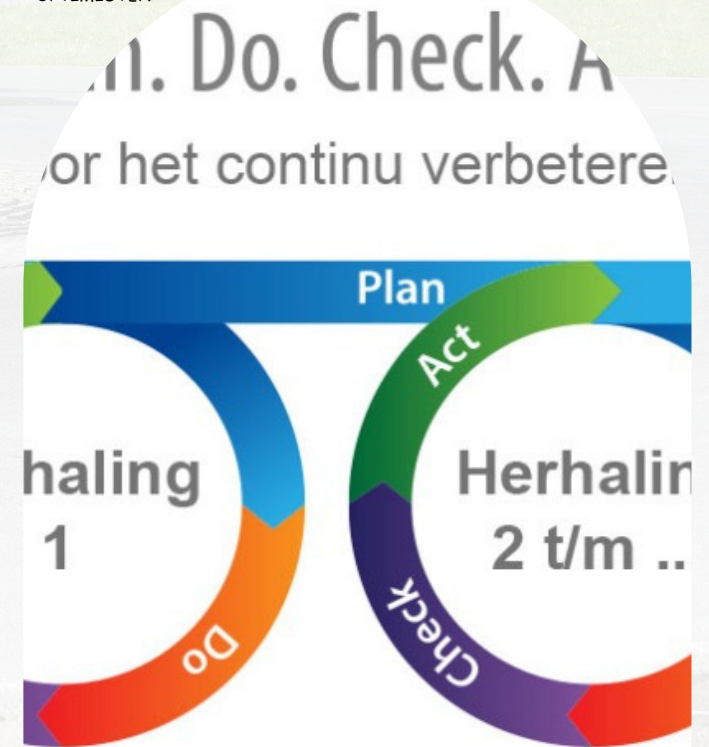 n. Do. Check. A
or het continu verbetere
Plan
Act
haling
1
Herhalin
2 t/m ..
Do
Check